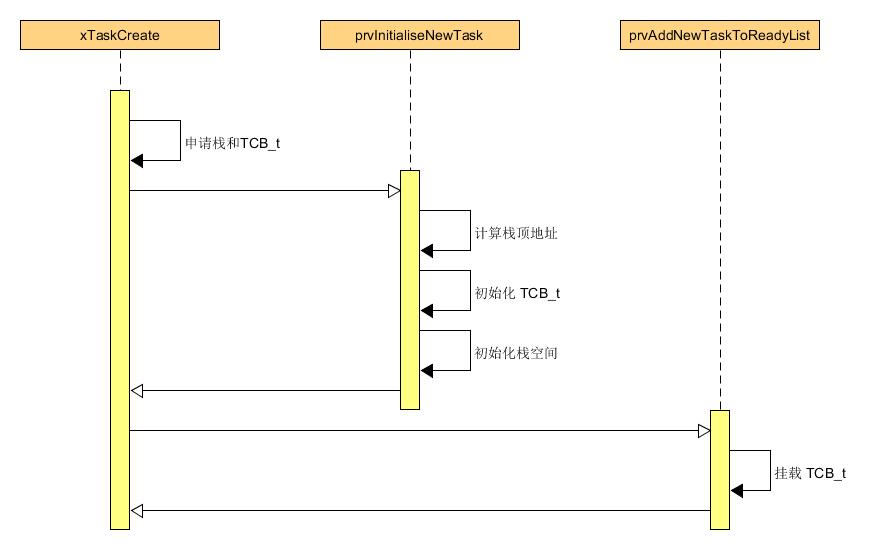 xTaskCreate
prvInitialiseNewTask
prvAddNewTaskToReadyList
申请栈和TCB_t
计算栈顶地址
初始化 TCB_t
初始化栈空间
挂载 TCB_t